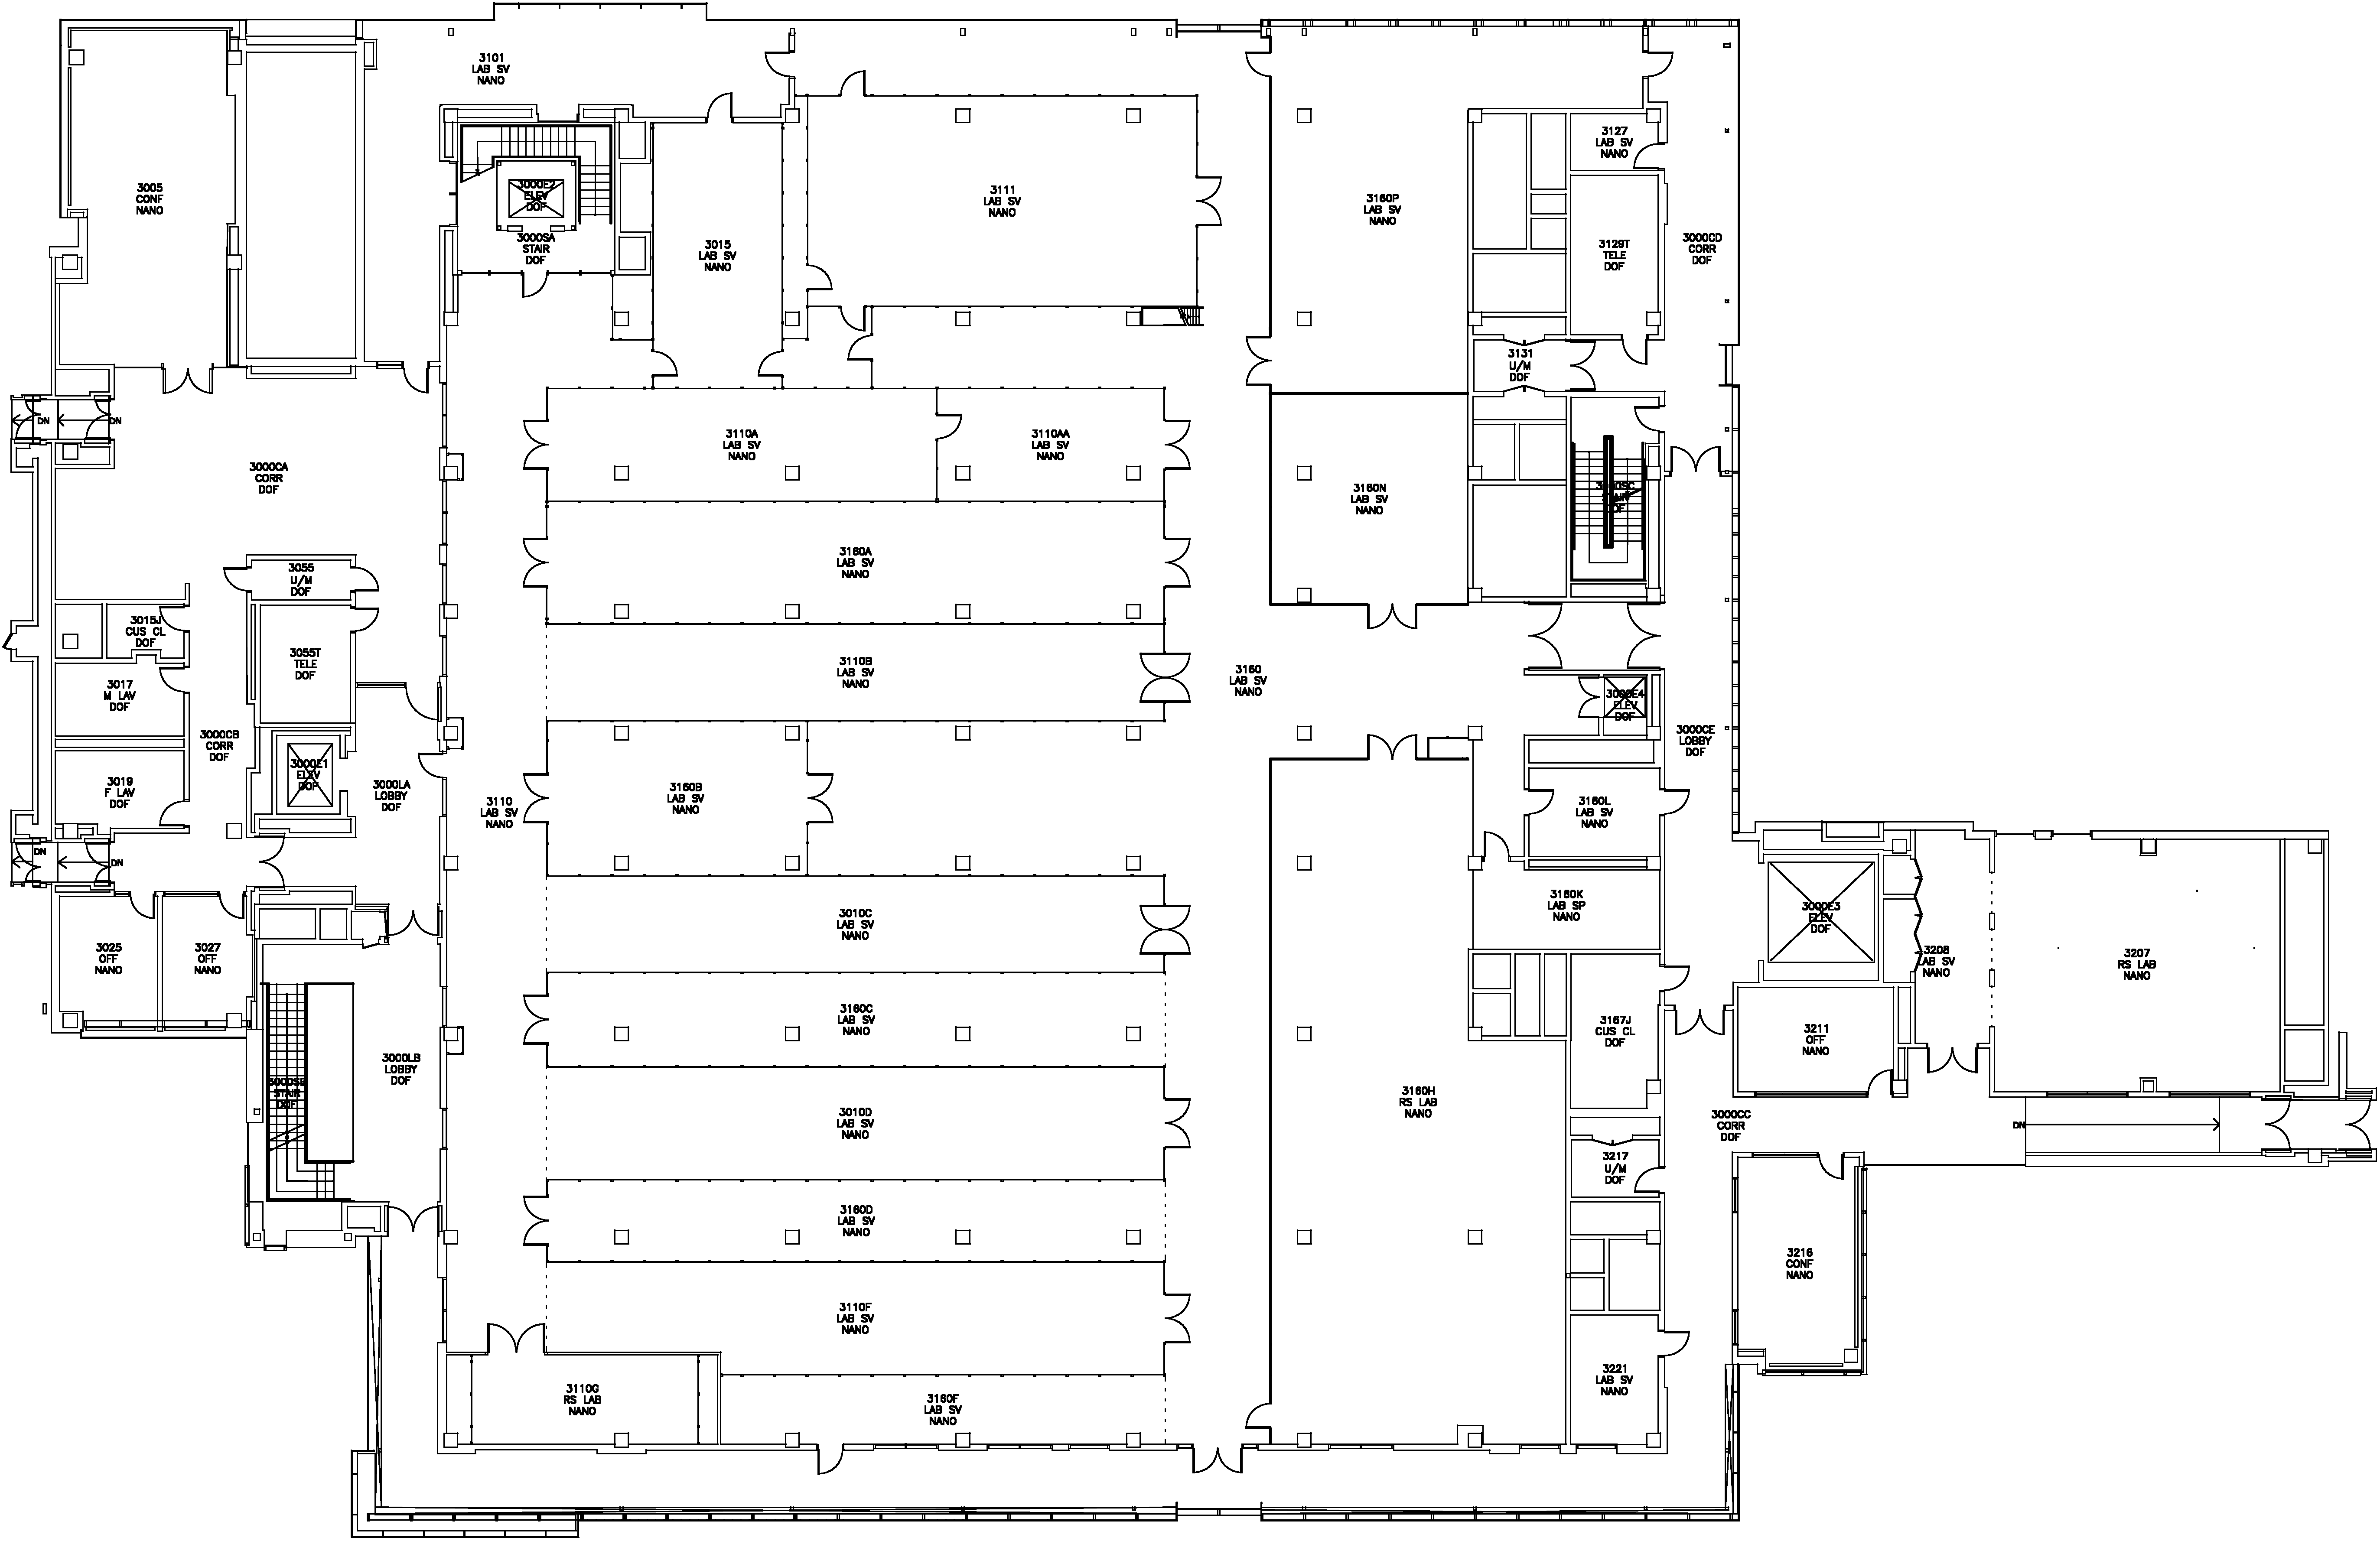 3101
LAB SV
NANO
3005
CONF
NANO
3000E2
ELEV
DOF
3000SA
STAIR
DOF
3015
LAB SV
NANO
3111
LAB SV
NANO
3160P
LAB SV
NANO
3127
LAB SV
NANO
3129T
TELE
DOF
3000CD
CORR
DOF
3131
U/M
DOF
DN
DN
3000CA
CORR
DOF
3110A
LAB SV
NANO
3110AA
LAB SV
NANO
3160N
LAB SV
NANO
3000SC
STAIR
DOF
3160A
LAB SV
NANO
3055
U/M
DOF
3015J
CUS CL
DOF
3055T
TELE
DOF
3017
M LAV
DOF
3110B
LAB SV
NANO
3160
LAB SV
NANO
3000E4
ELEV
DOF
3000CB
CORR
DOF
3000CE
LOBBY
DOF
3019
F LAV
DOF
3000E1
ELEV
DOF
3000LA
LOBBY
DOF
3110
LAB SV
NANO
3160B
LAB SV
NANO
3160L
LAB SV
NANO
DN
DN
3160K
LAB SP
NANO
3000E3
ELEV
DOF
3010C
LAB SV
NANO
3025
OFF
NANO
3027
OFF
NANO
3208
LAB SV
NANO
3207
RS LAB
NANO
3160C
LAB SV
NANO
3167J
CUS CL
DOF
3211
OFF
NANO
3000LB
LOBBY
DOF
3000SB
STAIR
DOF
3010D
LAB SV
NANO
3160H
RS LAB
NANO
3000CC
CORR
DOF
DN
3217
U/M
DOF
3160D
LAB SV
NANO
3216
CONF
NANO
3110F
LAB SV
NANO
3110G
RS LAB
NANO
3160F
LAB SV
NANO
3221
LAB SV
NANO